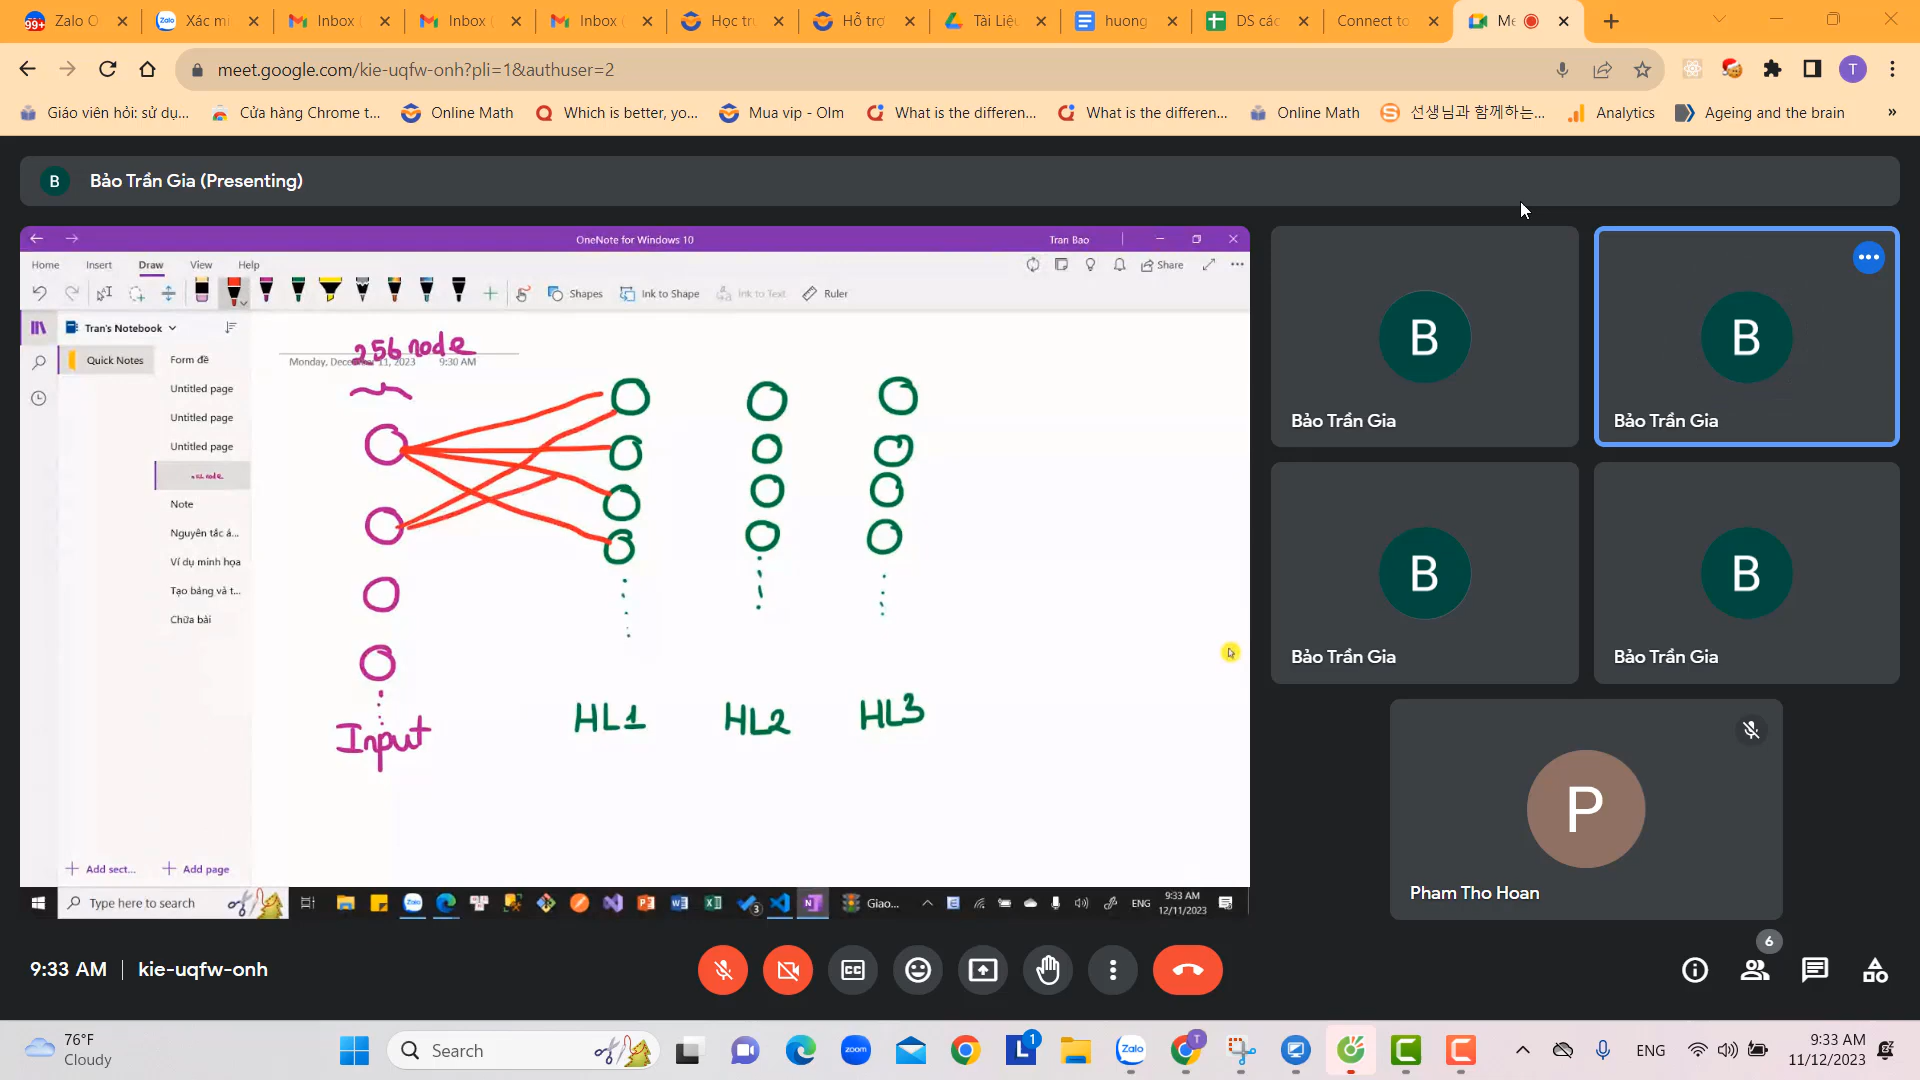 Zalo O
Xác mi
Inbox (
Inbox (
Inbox (
Học trự
Hỗ trợ
Tài Liệu
huong
DS các
Connect to
Me
meet.google.com/kie-uqfw-onh?pli=1&authuser=2
T
Giáo viên hỏi: sử dụ...
Cửa hàng Chrome t...
Online Math
Which is better, yo...
Mua vip - Olm
What is the differen...
What is the differen...
Online Math
선생님과 함께하는...
Analytics
Ageing and the brain
»
B
Bảo Trần Gia (Presenting)
OneNote for Windows 10
Tran Bao
Home
Insert
Draw
View
Help
Share
Shapes
Ink to Shape
Ink to Text
Ruler
Tran's Notebook
Quick Notes
Form đề
Untitled page
Untitled page
Untitled page
256 node
Note
Nguyên tắc á...
Ví dụ minh họa
Tạo bảng và t...
Chữa bài
Add sect...
Add page
256 node
Monday, December 11, 2023
9:30 AM
Input
HL1
HL2
HL3
Type here to search
Giao...
ENG
9:33 AM
12/11/2023
B
Bảo Trần Gia
B
Bảo Trần Gia
B
Bảo Trần Gia
B
Bảo Trần Gia
P
Pham Tho Hoan
9:33 AM
kie-uqfw-onh
6
76°F
Cloudy
Search
zoom
L
1
Zalo
T
ENG
9:33 AM
11/12/2023